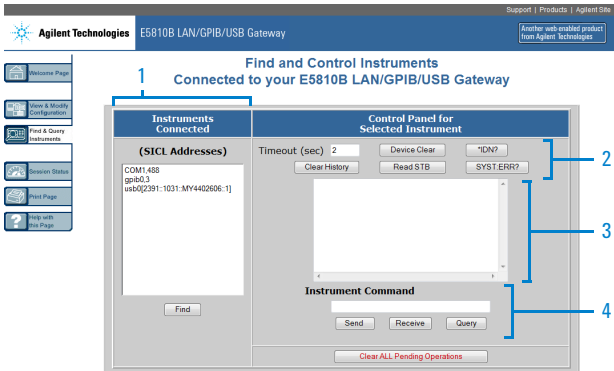 Support | Products | Agilent Site
Agilent Technologies
E5810B LAN/GPIB/USB Gateway
Another web-enabled product
from Agilent Technologies
Welcome Page
View & Modify
Configuration
Find & Query
Instruments
Session Status
Print Page
Help with
this Page
Find and Control Instruments
Connected to your E5810B LAN/GPIB/USB Gateway
1
Instruments
Connected
(SICL Addresses)
COM1,488
gpib0,3
usb0[2391::1031::MY4402606::1]
Find
Control Panel for
Selected Instrument
Timeout (sec) 2 Device Clear *IDN?
Clear History Read STB SYST:ERR?
2
3
Instrument Command
4
Send Receive Query
Clear ALL Pending Operations